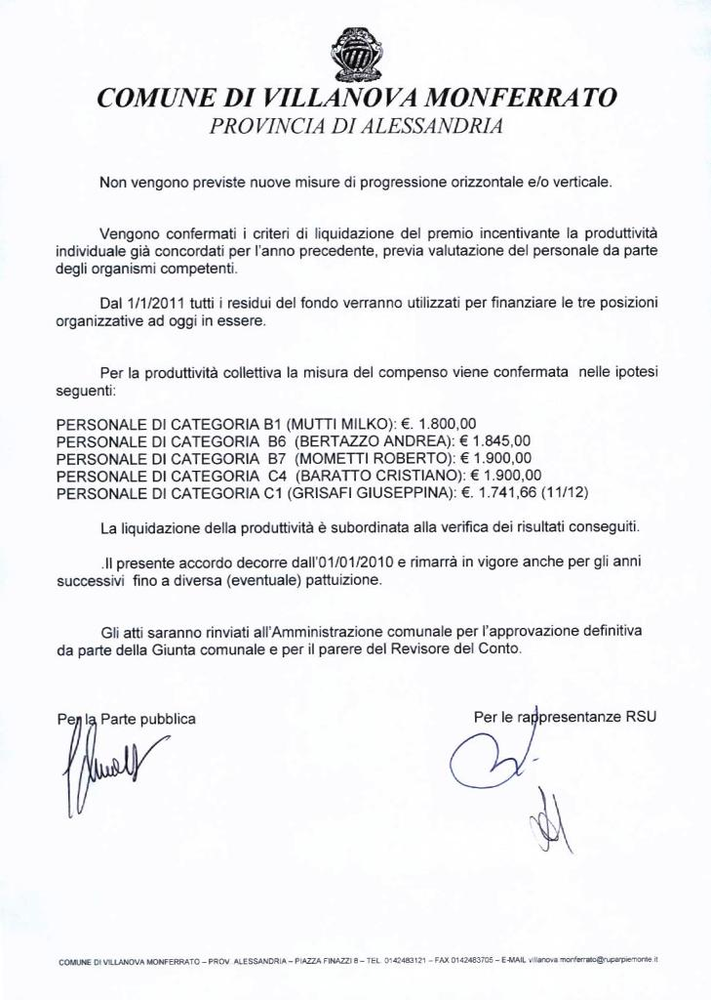 COMUNE DI VILLANOVA MONFERRATO
PROVINCIA DI ALESSANDRIA
Non vengono previste nuove misure di progressione orizzontale e/o verticale.
Vengono confermati i criteri di liquidazione del premio incentivante la produttività
individuale già concordati per l'anno precedente, previa valutazione del personale da parte
degli organismi competenti.
Dal 1/1/2011 tutti i residui del fondo verranno utilizzati per finanziare le tre posizioni
organizzative ad oggi in essere.
Per la produttività collettiva la misura del compenso viene confermata nelle ipotesi
seguenti:
PERSONALE DI CATEGORIA B1 (MUTTI MILKO): €. 1.800,00
PERSONALE DI CATEGORIA B6 (BERTAZZO ANDREA): € 1.845,00
PERSONALE DI CATEGORIA B7 (MOMETTI ROBERTO): € 1.900,00
PERSONALE DI CATEGORIA C4 (BARATTO CRISTIANO): € 1.900,00
PERSONALE DI CATEGORIA C1 (GRISAFI GIUSEPPINA): €. 1.741,66 (11/12)
La liquidazione della produttività è subordinata alla verifica dei risultati conseguiti.
.Il presente accordo decorre dall'01/01/2010 e rimarrà in vigore anche per gli anni
successivi fino a diversa (eventuale) pattuizione.
Gli atti saranno rinviati all'Amministrazione comunale per l'approvazione definitiva
da parte della Giunta comunale e per il parere del Revisore del Conto.
Per la Parte pubblica
Per le rappresentanze RSU
COMUNE DI VILLANOVA MONFERRATO – PROV. ALESSANDRIA – PIAZZA FINAZZI 8 – TEL. 0142483121 – FAX 0142483705 – E-MAIL villanova.monferrato@ruparpiemonte.it